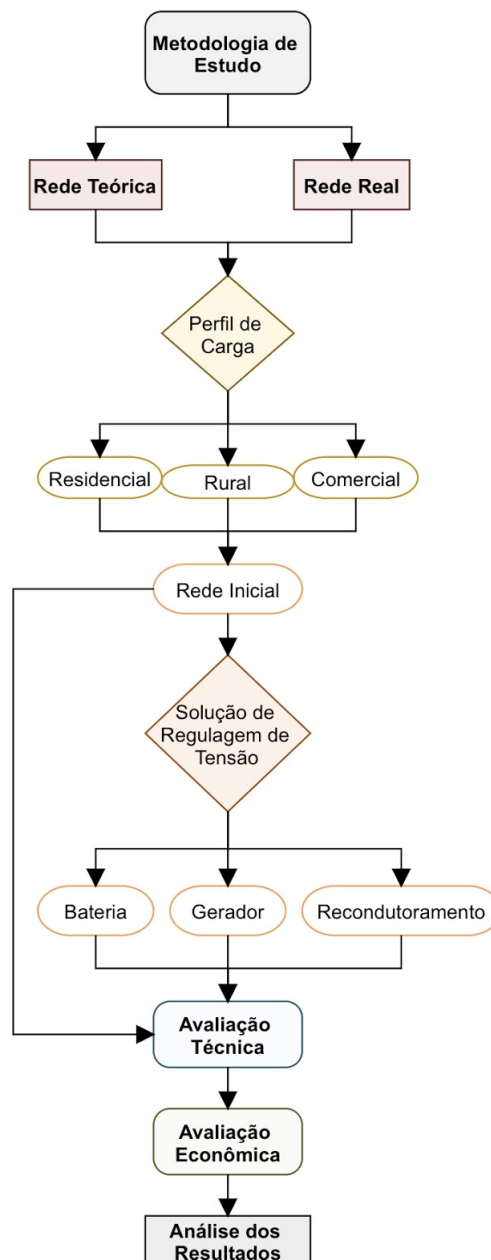 Metodologia de
Estudo
Rede Teórica
Rede Real
Perfil de
Carga
Residencial
Rural
Comercial
Rede Inicial
Solução de
Regulagem de
Tensão
Bateria
Gerador
Recondutoramento
Avaliação
Técnica
Avaliação
Econômica
Análise dos
Resultados